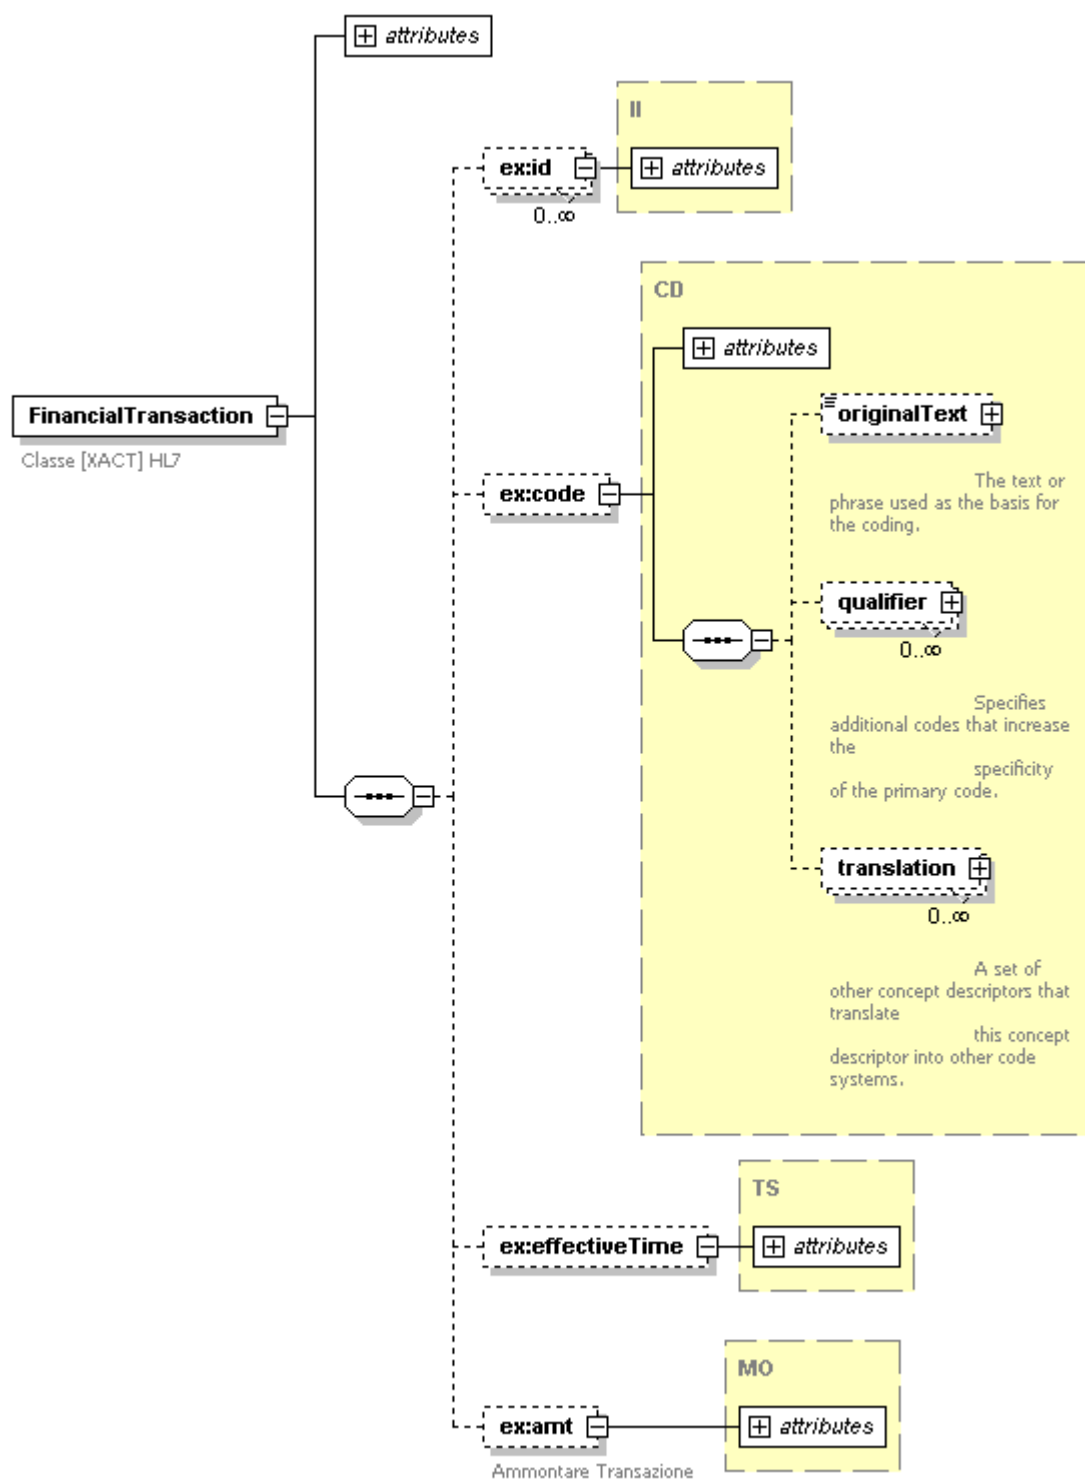 attributes
II
ex:id
attributes
0..∞
CD
attributes
FinancialTransaction
Classe [XACT] HL7
originalText
The text or
phrase used as the basis for
the coding.
ex:code
qualifier
0..∞
Specifies
additional codes that increase
the
specificity
of the primary code.
translation
0..∞
A set of
other concept descriptors that
translate
this concept
descriptor into other code
systems.
TS
ex:effectiveTime
attributes
MO
ex:amt
attributes
Ammontare Transazione